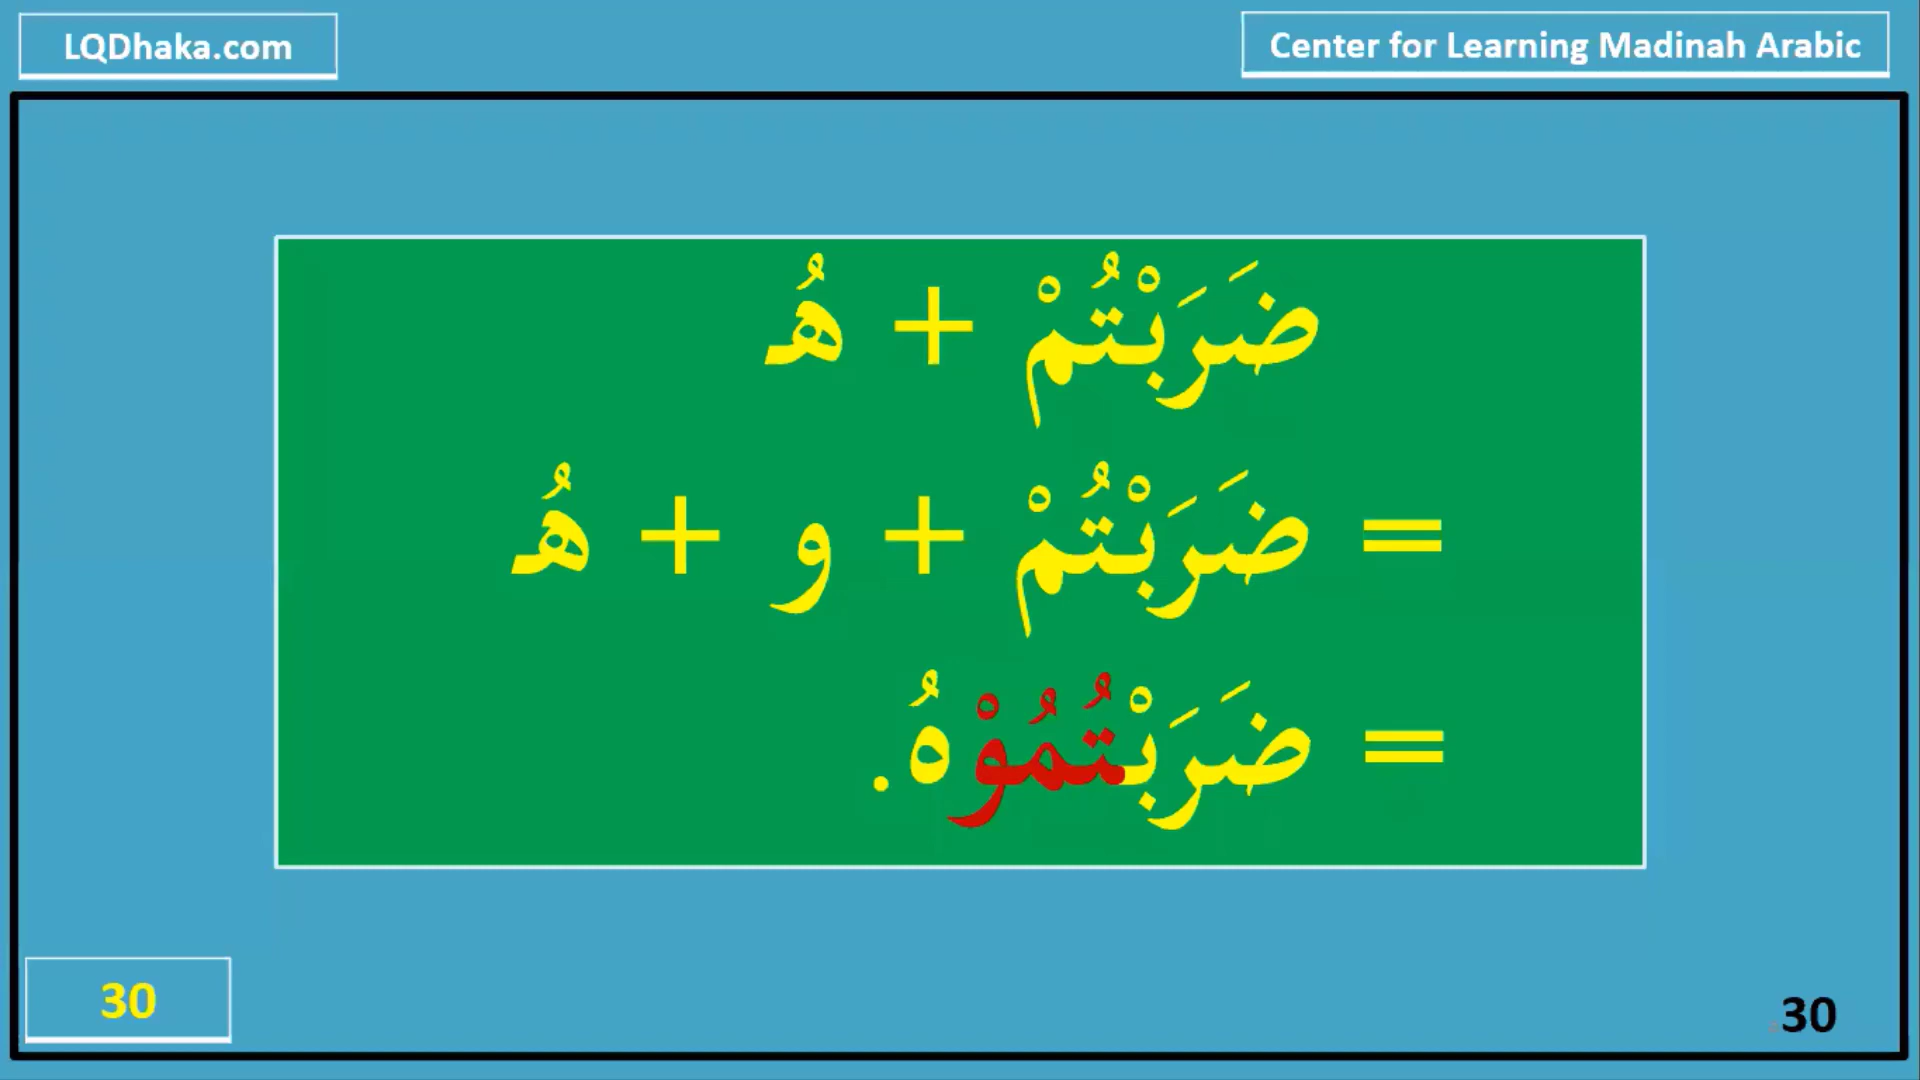 LQDhaka.com
Center for Learning Madinah Arabic
ضَرَبْتُمْ + هُـ
= ضَرَبْتُمْ + و + هُـ
= ضَرَبْتُمُوْهُ.
30
30